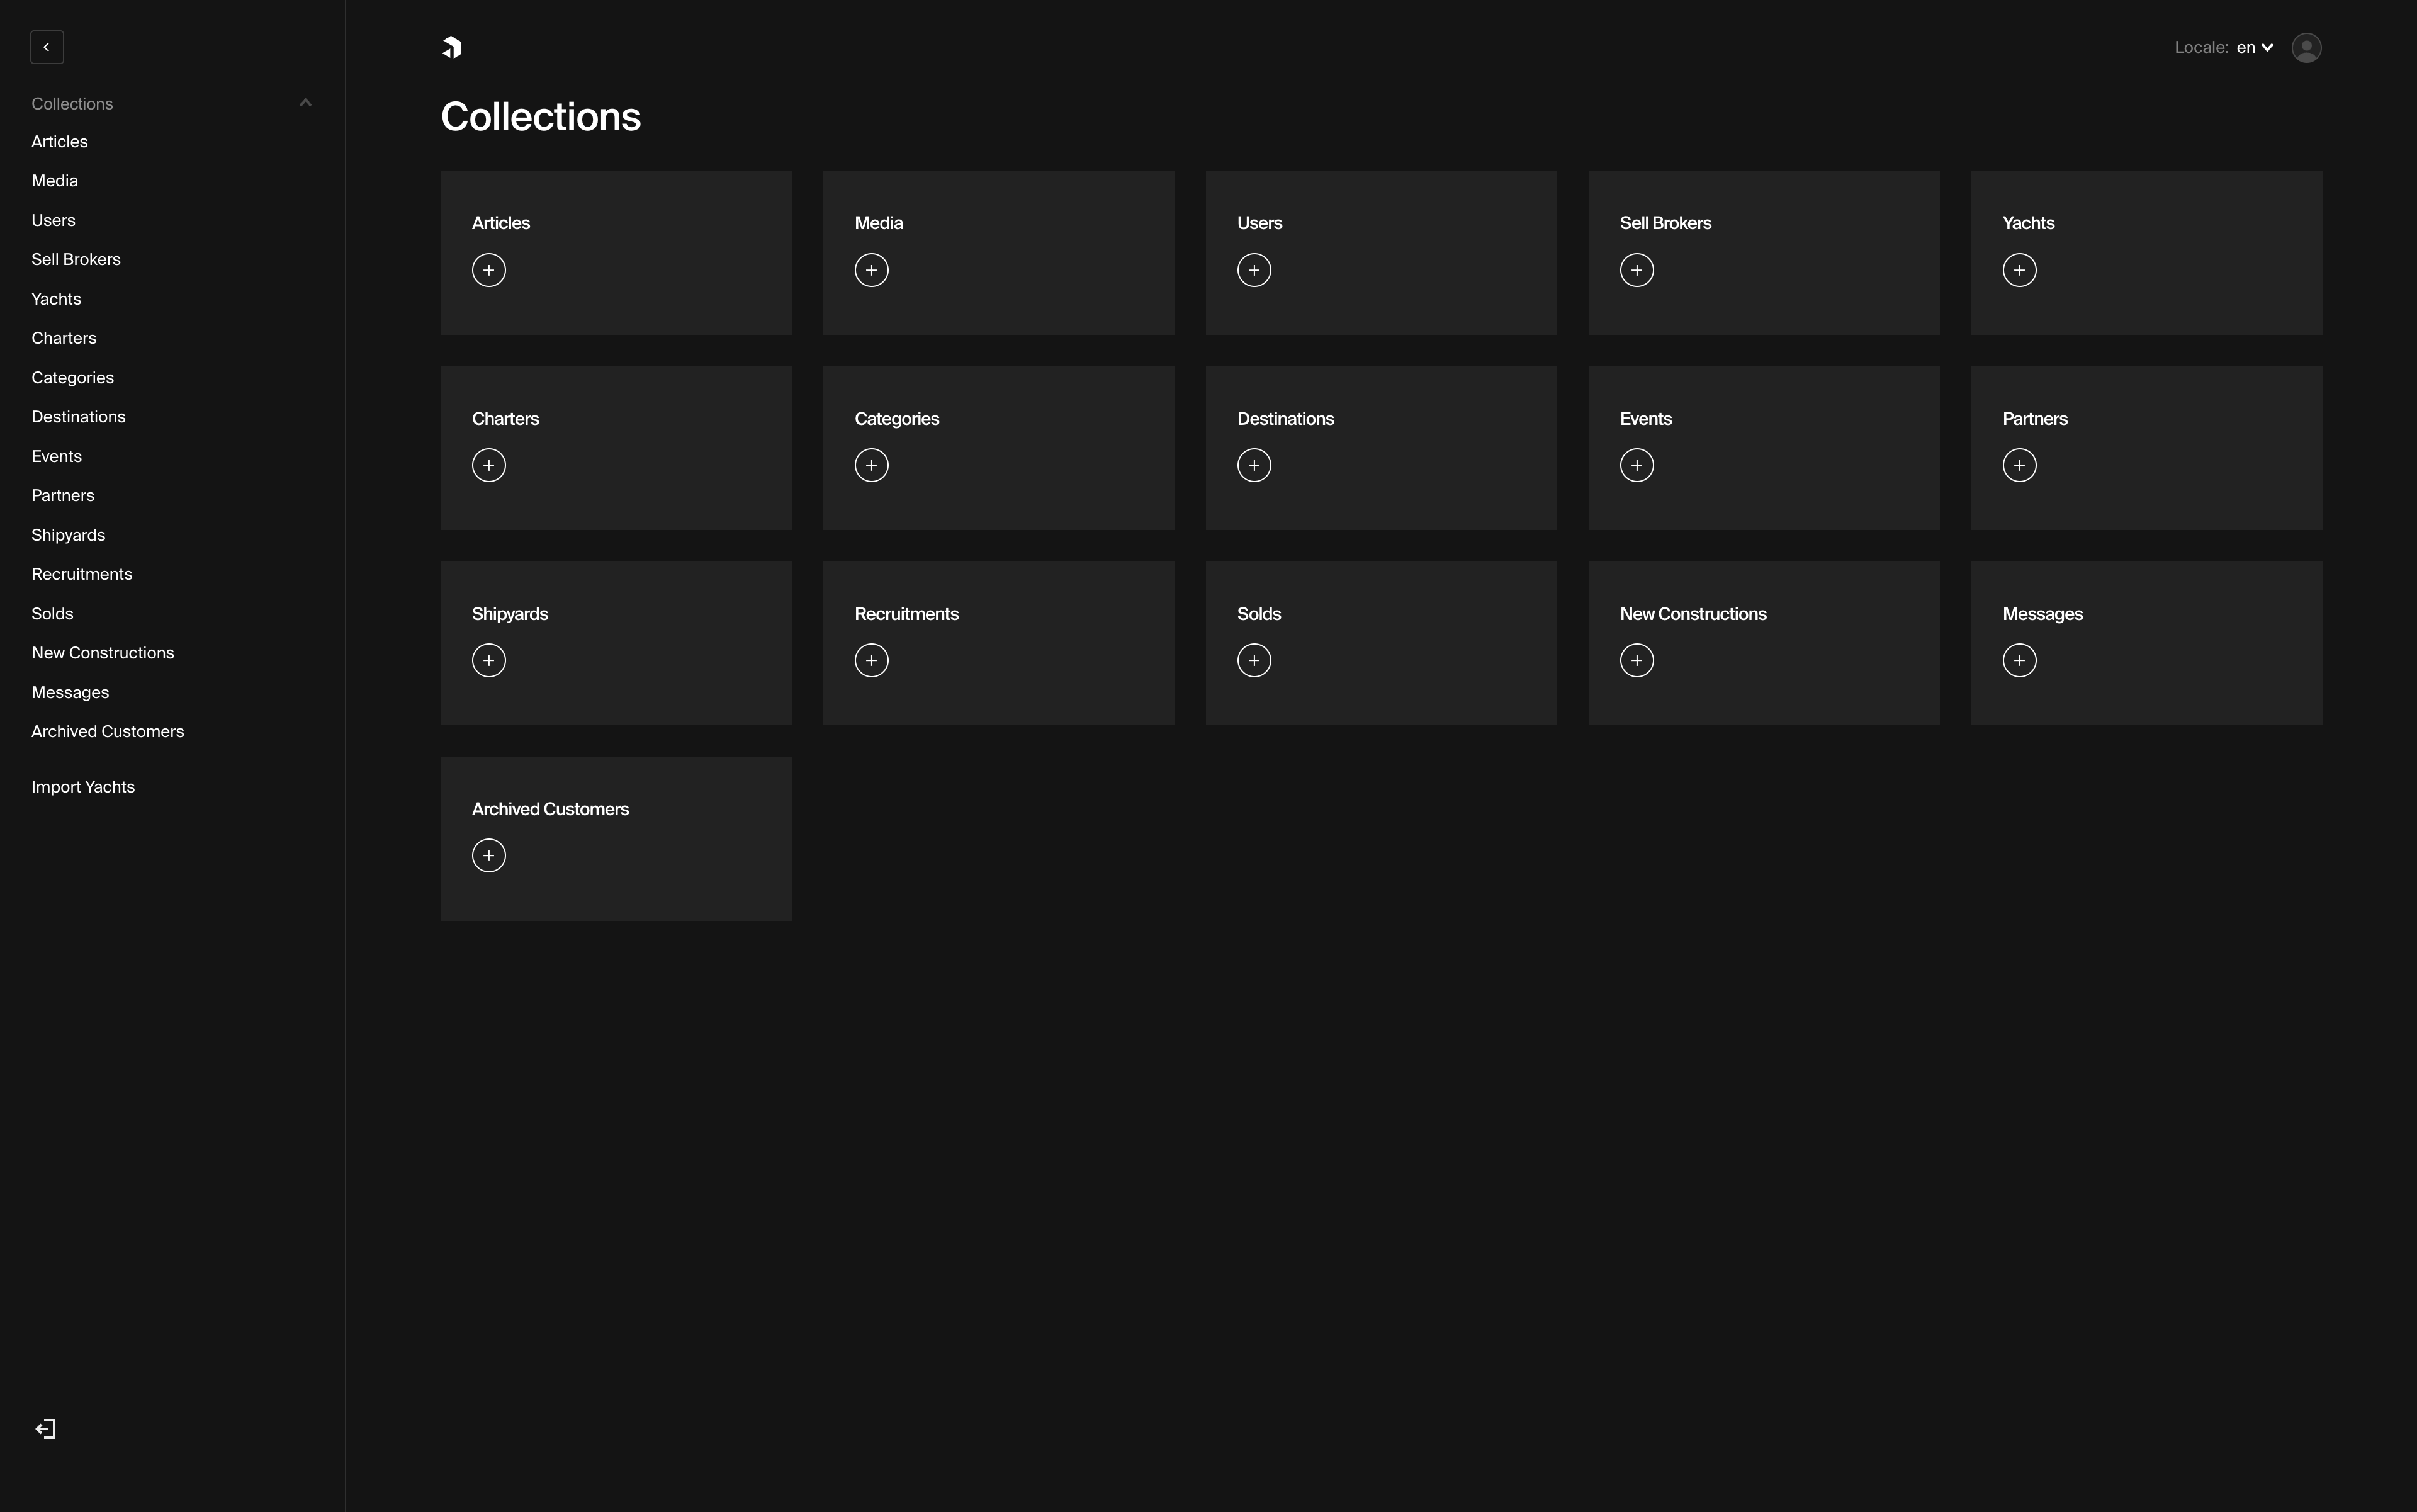 Collections
Articles
Media
Users
Sell Brokers
Yachts
Charters
Categories
Destinations
Events
Partners
Shipyards
Recruitments
Solds
New Constructions
Messages
Archived Customers
Import Yachts
Locale: en
Collections
Articles
Media
Users
Sell Brokers
Yachts
Charters
Categories
Destinations
Events
Partners
Shipyards
Recruitments
Solds
New Constructions
Messages
Archived Customers